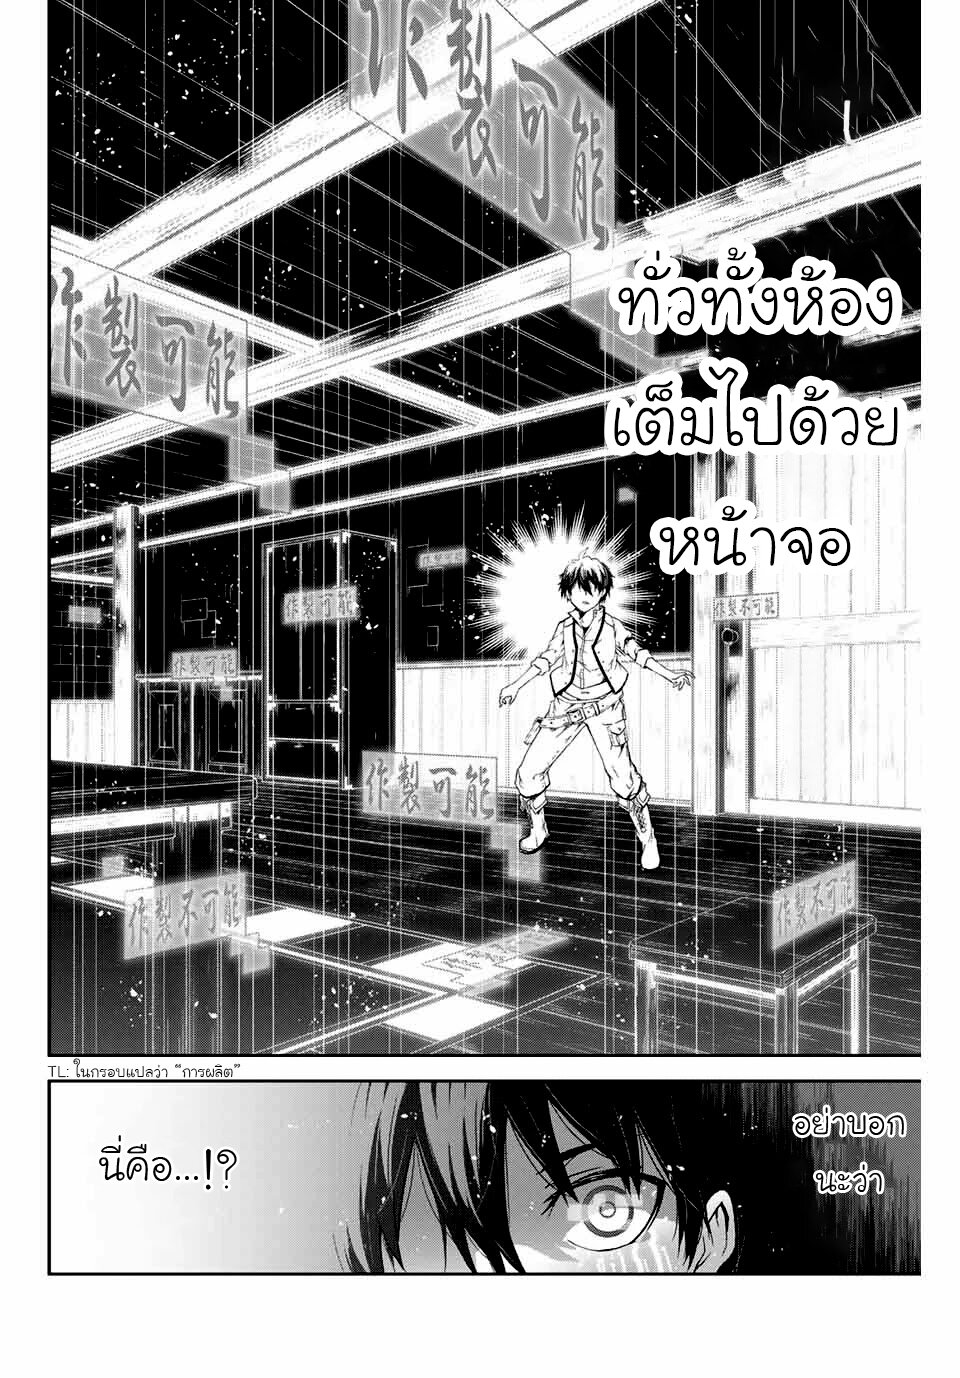 作製可能
ทั่วทั้งห้อง
เต็มไปด้วย
หน้าจอ
作製可能
作製可能
作製不可能
作製可能
作製可能
作製不可能
作製不可能
TL: ในกรอบแปลว่า “การผลิต”
อย่าบอก
นะว่า
นี่คือ...!?